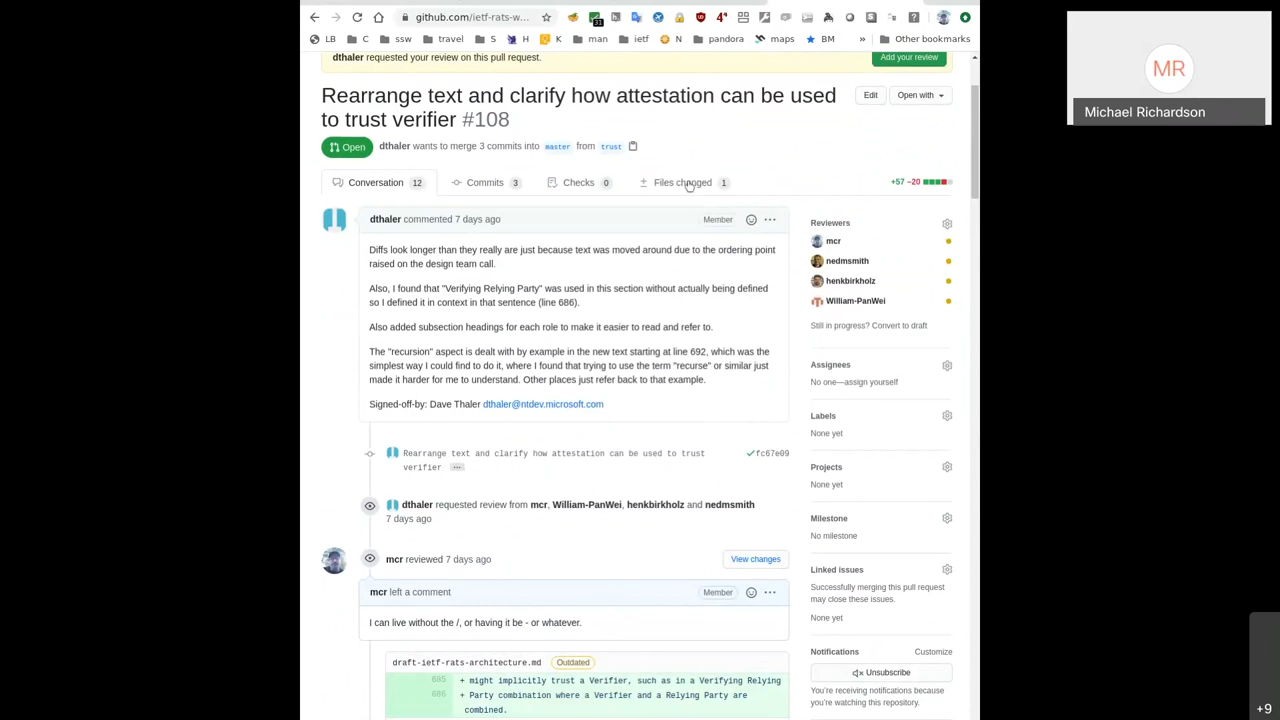 github.com/ietf-rats-w...
31
4⁹
LB
C
ssw
travel
S
H
K
man
ietf
N
pandora
maps
BM
»
Other bookmarks
dthaler requested your review on this pull request.
Add your review
Rearrange text and clarify how attestation can be used
to trust verifier #108
Edit
Open with
Open
dthaler wants to merge 3 commits into master from trust
Conversation 12
Commits 3
Checks 0
Files changed 1
+57 −20
dthaler commented 7 days ago
Member
Diffs look longer than they really are just because text was moved around due to the ordering point
raised on the design team call.
Also, I found that "Verifying Relying Party" was used in this section without actually being defined
so I defined it in context in that sentence (line 686).
Also added subsection headings for each role to make it easier to read and refer to.
The "recursion" aspect is dealt with by example in the new text starting at line 692, which was the
simplest way I could find to do it, where I found that trying to use the term "recurse" or similar just
made it harder for me to understand. Other places just refer back to that example.
Signed-off-by: Dave Thaler dthaler@ntdev.microsoft.com
Rearrange text and clarify how attestation can be used to trust
verifier ...
fc67e09
dthaler requested review from mcr, William-PanWei, henkbirkholz and nedmsmith
7 days ago
mcr reviewed 7 days ago
View changes
mcr left a comment
Member
I can live without the /, or having it be - or whatever.
draft-ietf-rats-architecture.md
Outdated
685 + might implicitly trust a Verifier, such as in a Verifying Relying
686 + Party combination where a Verifier and a Relying Party are
combined.
Reviewers
mcr
nedmsmith
henkbirkholz
William-PanWei
Still in progress? Convert to draft
Assignees
No one—assign yourself
Labels
None yet
Projects
None yet
Milestone
No milestone
Linked issues
Successfully merging this pull request
may close these issues.
None yet
Notifications
Customize
Unsubscribe
You're receiving notifications because
you're watching this repository.
MR
Michael Richardson
+9